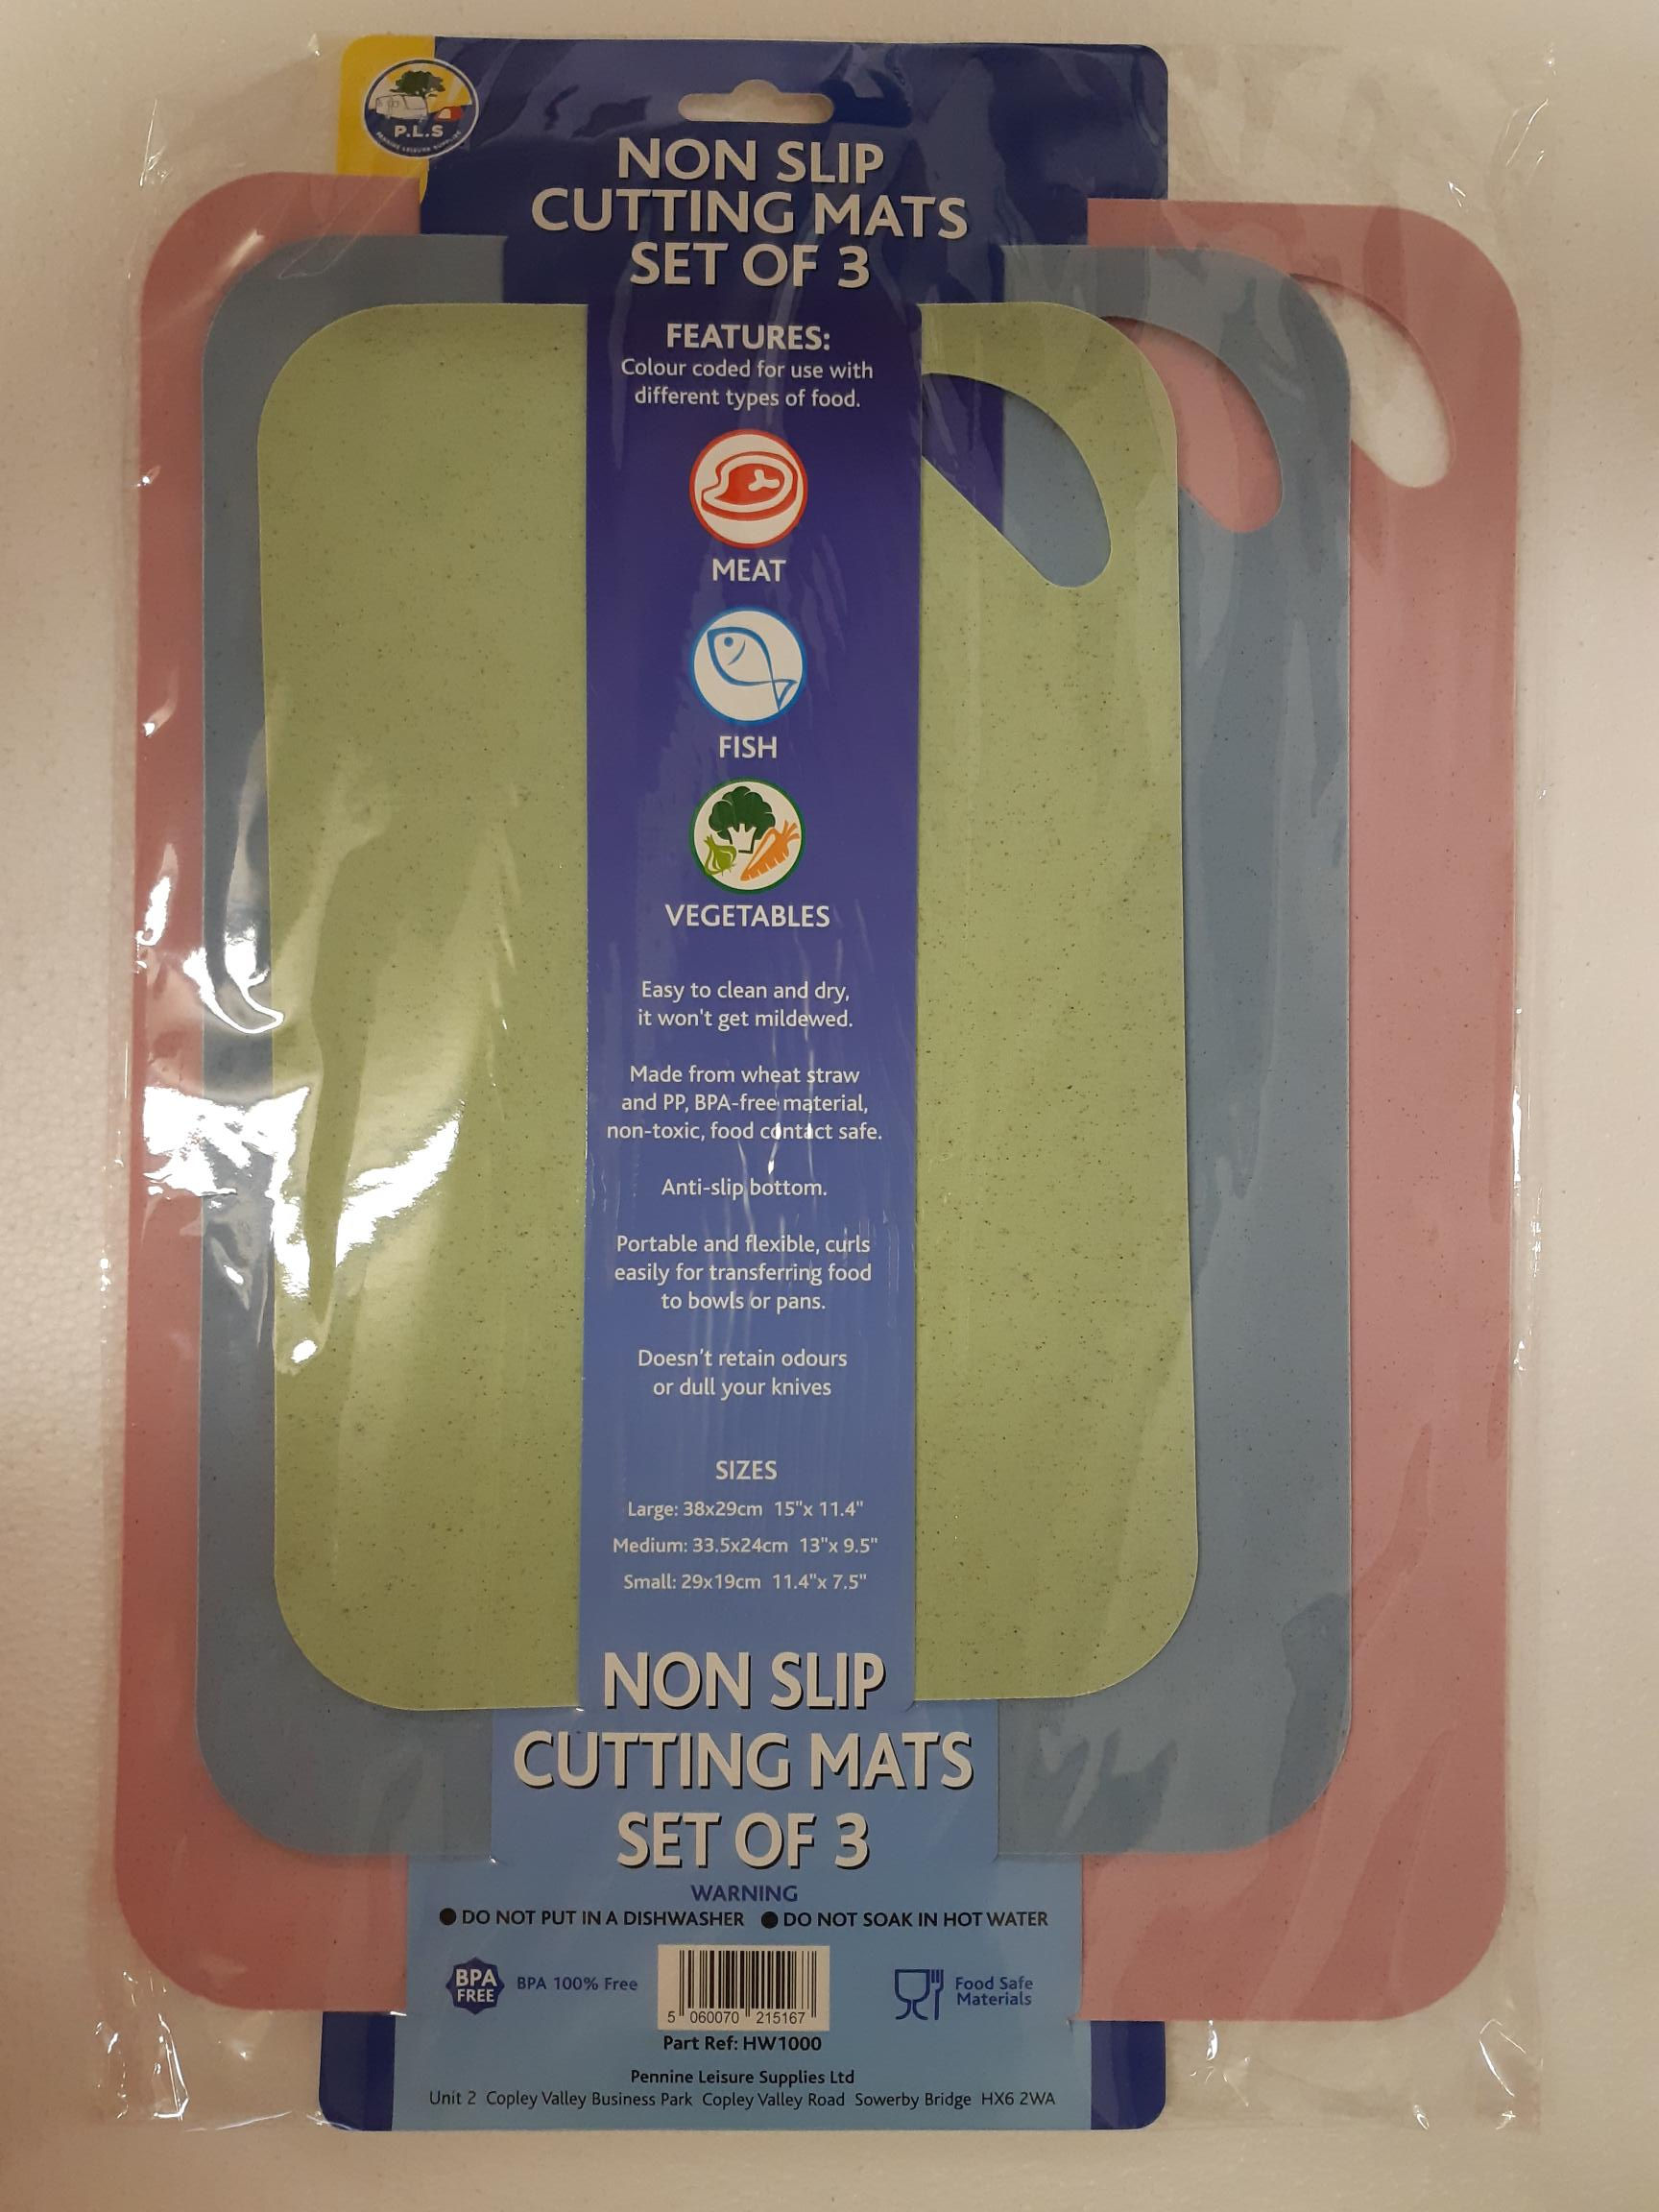 P.L.S
PENNINE LEISURE SUPPLIES
NON SLIP
CUTTING MATS
SET OF 3
FEATURES:
Colour coded for use with
different types of food.
MEAT
FISH
VEGETABLES
Easy to clean and dry,
it won't get mildewed.
Made from wheat straw
and PP, BPA-free material,
non-toxic, food contact safe.
Anti-slip bottom.
Portable and flexible, curls
easily for transferring food
to bowls or pans.
Doesn't retain odours
or dull your knives
SIZES
Large: 38x29cm 15"x 11.4"
Medium: 33.5x24cm 13"x 9.5"
Small: 29x19cm 11.4"x 7.5"
NON SLIP
CUTTING MATS
SET OF 3
WARNING
● DO NOT PUT IN A DISHWASHER ● DO NOT SOAK IN HOT WATER
BPA
FREE
BPA 100% Free
5 060070 215167
Food Safe
Materials
Part Ref: HW1000
Pennine Leisure Supplies Ltd
Unit 2 Copley Valley Business Park Copley Valley Road Sowerby Bridge HX6 2WA